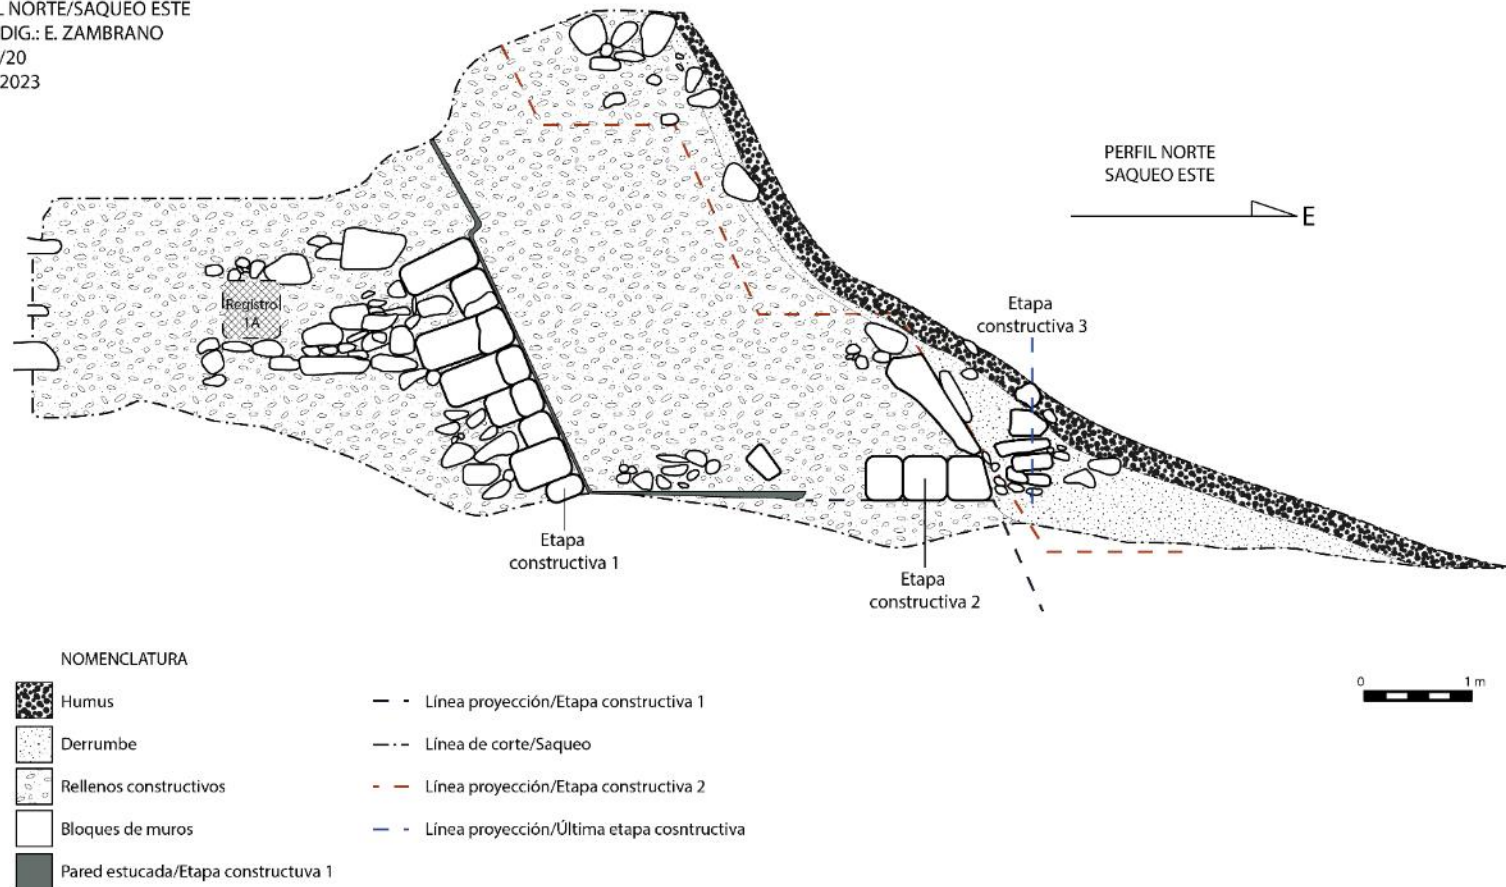 L NORTE/SAQUEO ESTE
DIG.: E. ZAMBRANO
/20
2023
PERFIL NORTE
SAQUEO ESTE
E
Etapa
constructiva 3
Registro
1A
Etapa
constructiva 1
Etapa
constructiva 2
NOMENCLATURA
Humus
Derrumbe
Rellenos constructivos
Bloques de muros
Pared estucada/Etapa constructuva 1
Línea proyección/Etapa constructiva 1
Línea de corte/Saqueo
Línea proyección/Etapa constructiva 2
Línea proyección/Última etapa cosntructiva
0 1 m